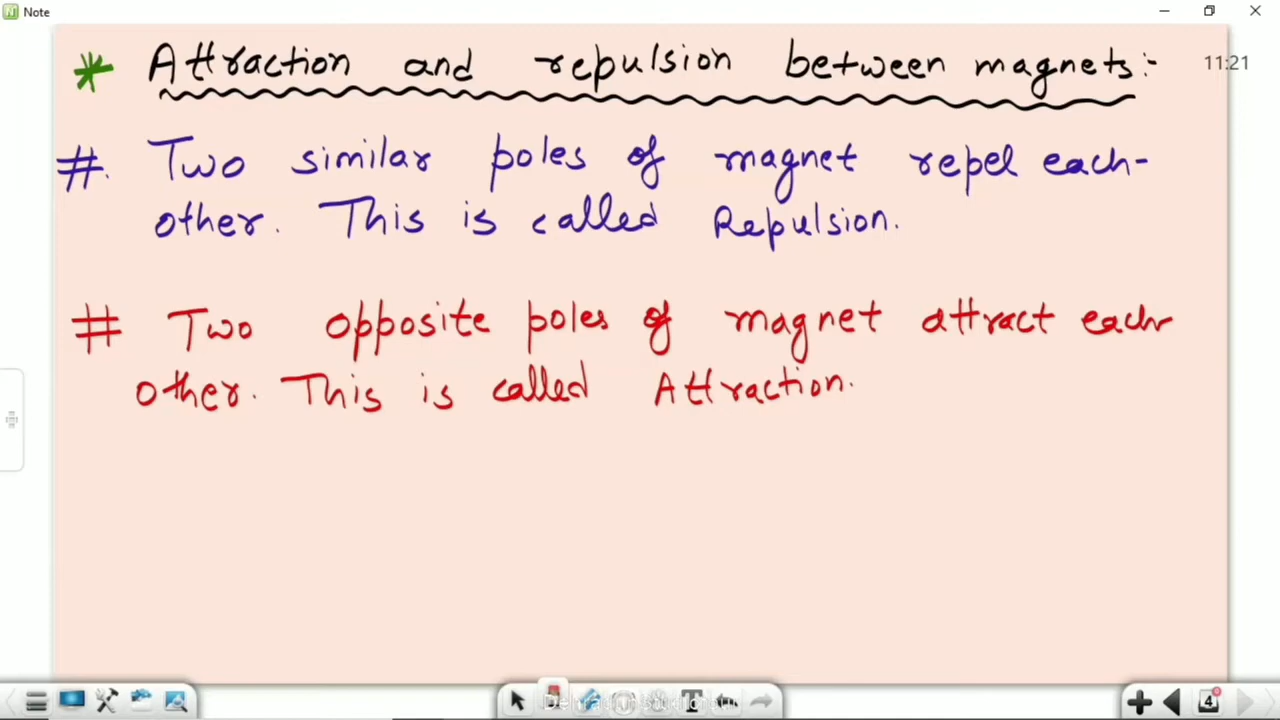 Note
* Attraction and repulsion between magnets:-
11:21
#. Two similar poles of magnet repel each-
other. This is called Repulsion.
# Two opposite poles of magnet attract each
other. This is called Attraction.
4